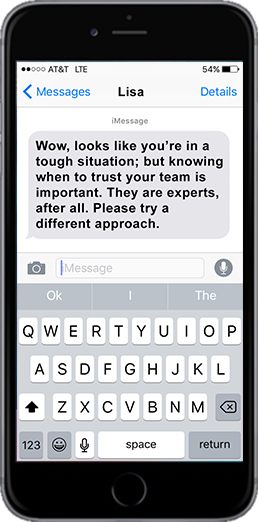 ●●○○○ AT&T LTE 54%
Messages Lisa Details
iMessage
Wow, looks like you're in a
tough situation; but knowing
when to trust your team is
important. They are experts,
after all. Please try a
different approach.
iMessage
Ok I The
Q W E R T Y U I O P
A S D F G H J K L
Z X C V B N M
123 space return